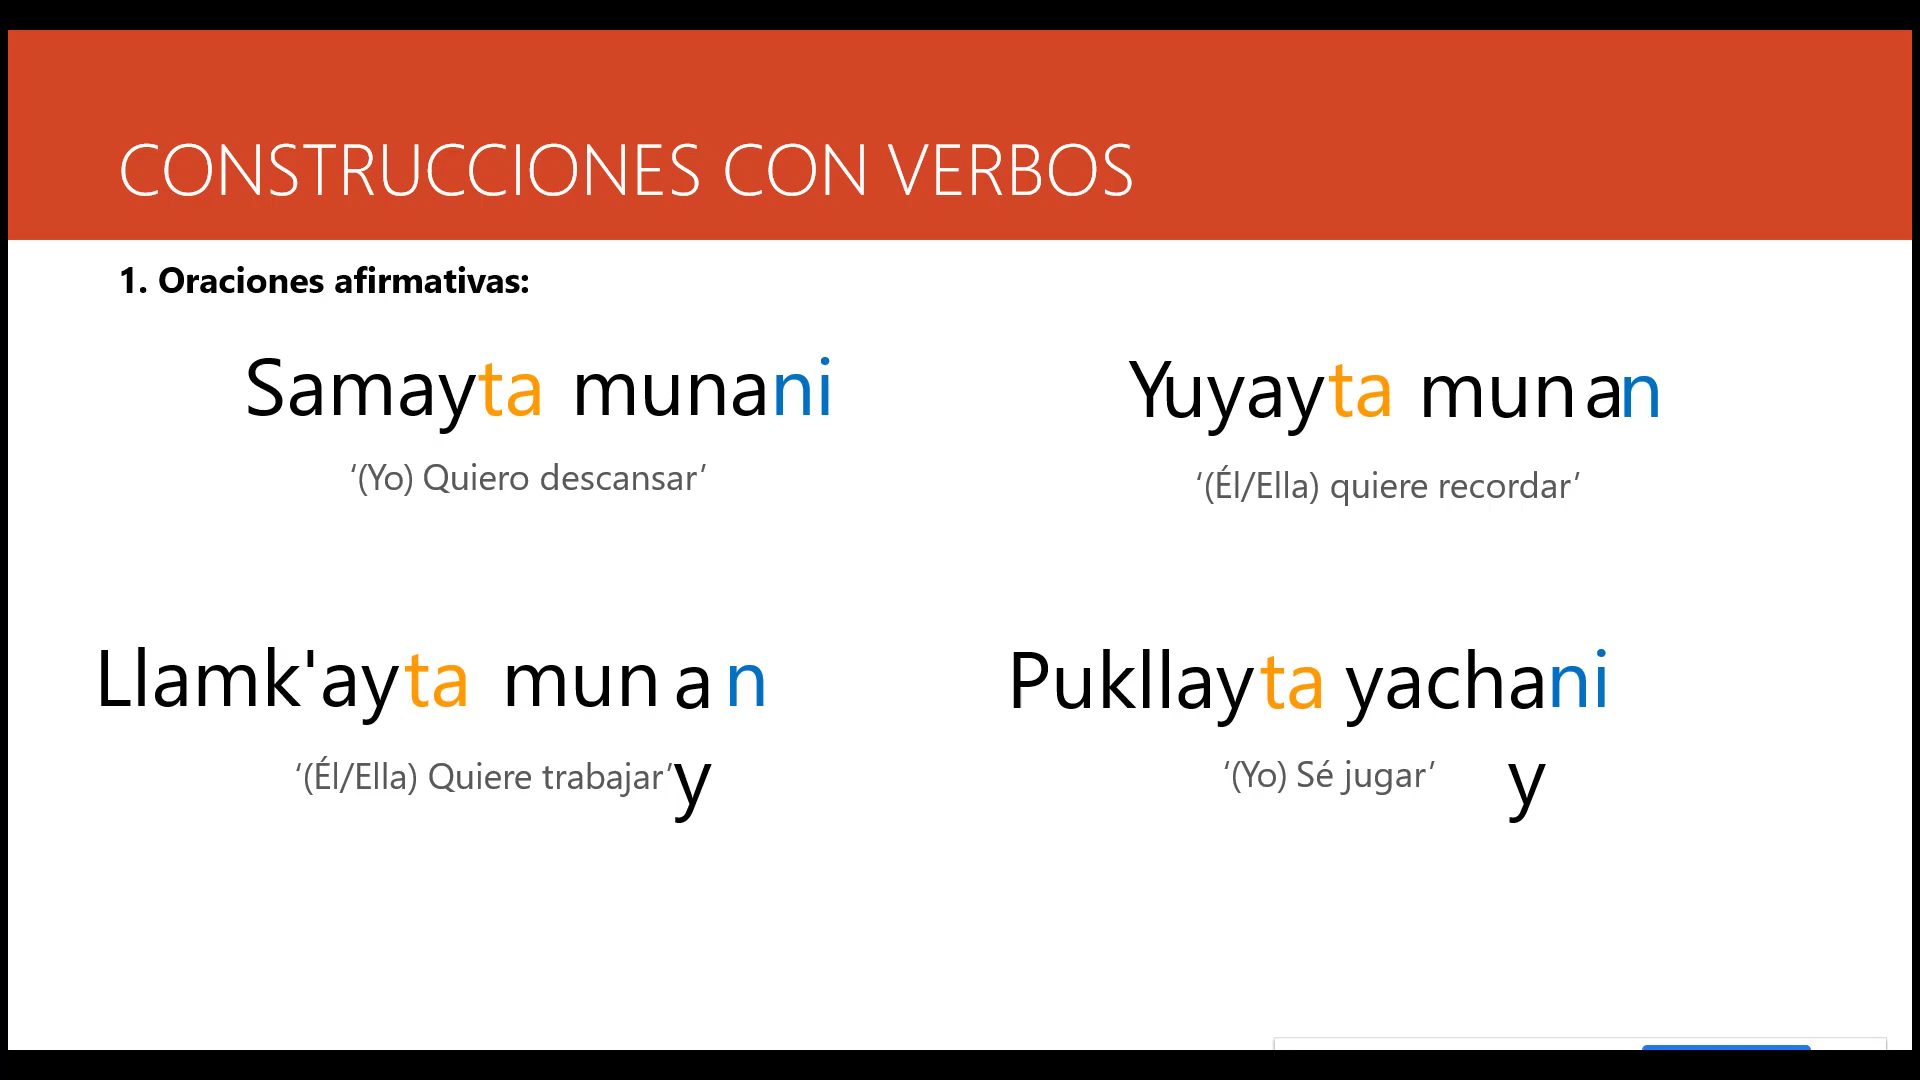 CONSTRUCCIONES CON VERBOS
1. Oraciones afirmativas:
Samayta munani
‘(Yo) Quiero descansar’
Yuyayta munan
‘(Él/Ella) quiere recordar’
Llamk'ayta munan
‘(Él/Ella) Quiere trabajar’
y
Pukllayta yachani
‘(Yo) Sé jugar’
y